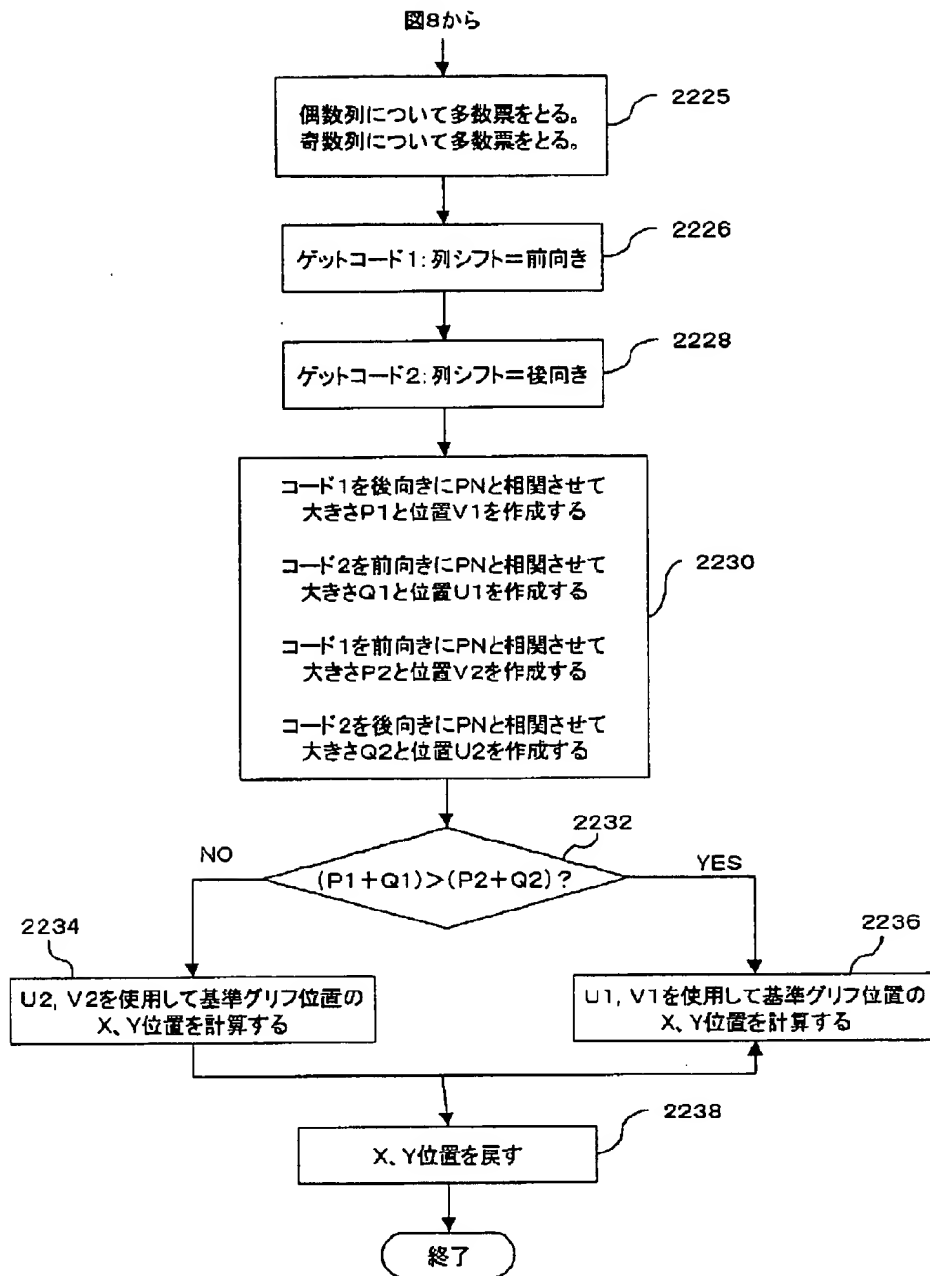 図8から
偶数列について多数票をとる。
奇数列について多数票をとる。
2225
ゲットコード1:列シフト=前向き
2226
ゲットコード2:列シフト=後向き
2228
コード1を後向きにPNと相関させて
大きさP1と位置V1を作成する
コード2を前向きにPNと相関させて
大きさQ1と位置U1を作成する
コード1を前向きにPNと相関させて
大きさP2と位置V2を作成する
コード2を後向きにPNと相関させて
大きさQ2と位置U2を作成する
2230
2232
NO
(P1+Q1)>(P2+Q2)?
YES
2234
U2, V2を使用して基準グリフ位置の
X、Y位置を計算する
2236
U1, V1を使用して基準グリフ位置の
X、Y位置を計算する
2238
X、Y位置を戻す
終了